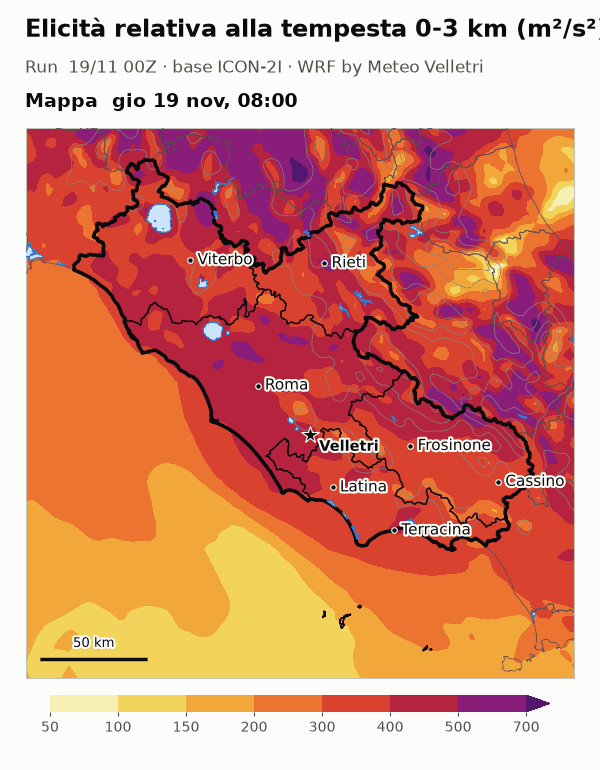 Elicità relativa alla tempesta 0-3 km (m²/s²)
Run 19/11 00Z · base ICON-2I · WRF by Meteo Velletri
Mappa gio 19 nov, 08:00
Viterbo
Rieti
Roma
Velletri
Frosinone
Latina
Cassino
Terracina
50 km
50 100 150 200 300 400 500 700